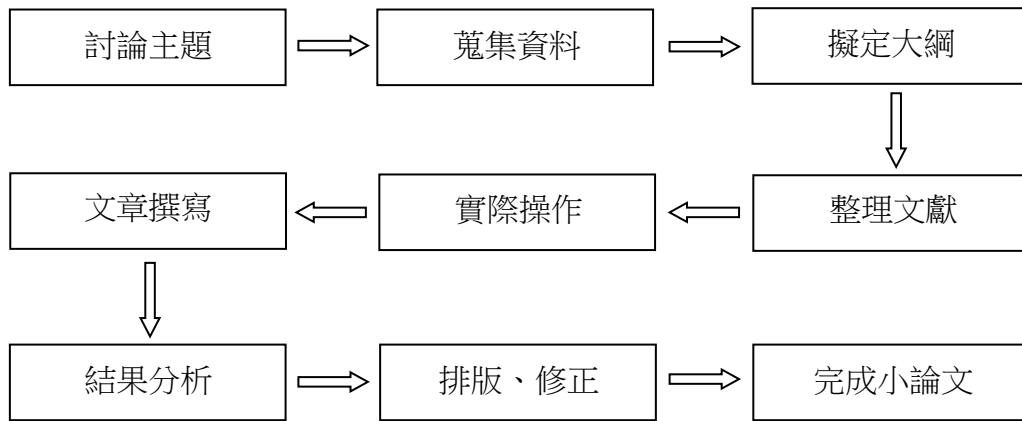 討論主題
蒐集資料
擬定大綱
整理文獻
實際操作
文章撰寫
結果分析
排版、修正
完成小論文